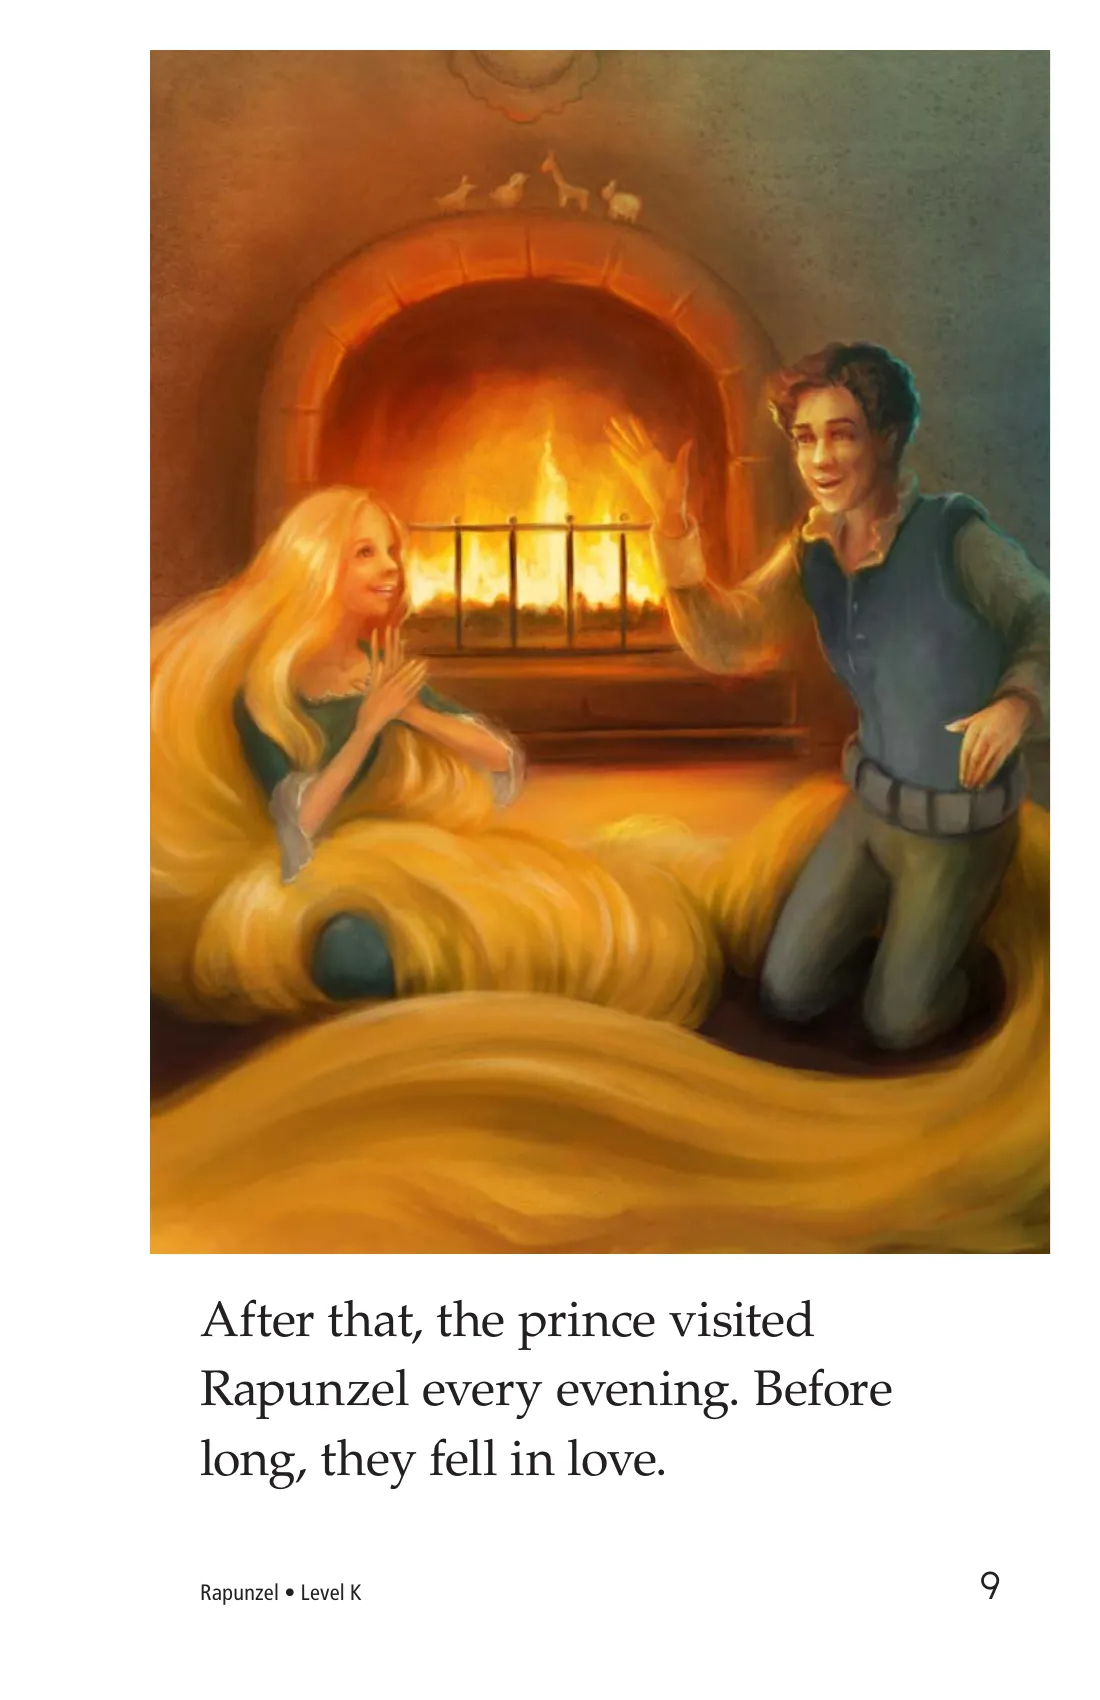 After that, the prince visited
Rapunzel every evening. Before
long, they fell in love.
Rapunzel • Level K
9